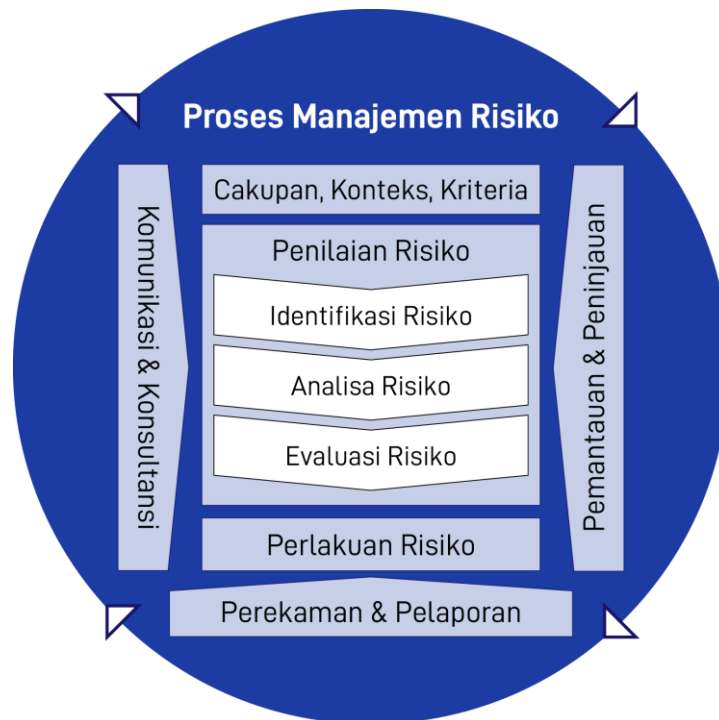 Proses Manajemen Risiko
Cakupan, Konteks, Kriteria
Komunikasi & Konsultansi
Penilaian Risiko
Identifikasi Risiko
Analisa Risiko
Evaluasi Risiko
Pemantauan & Peninjauan
Perlakuan Risiko
Perekaman & Pelaporan